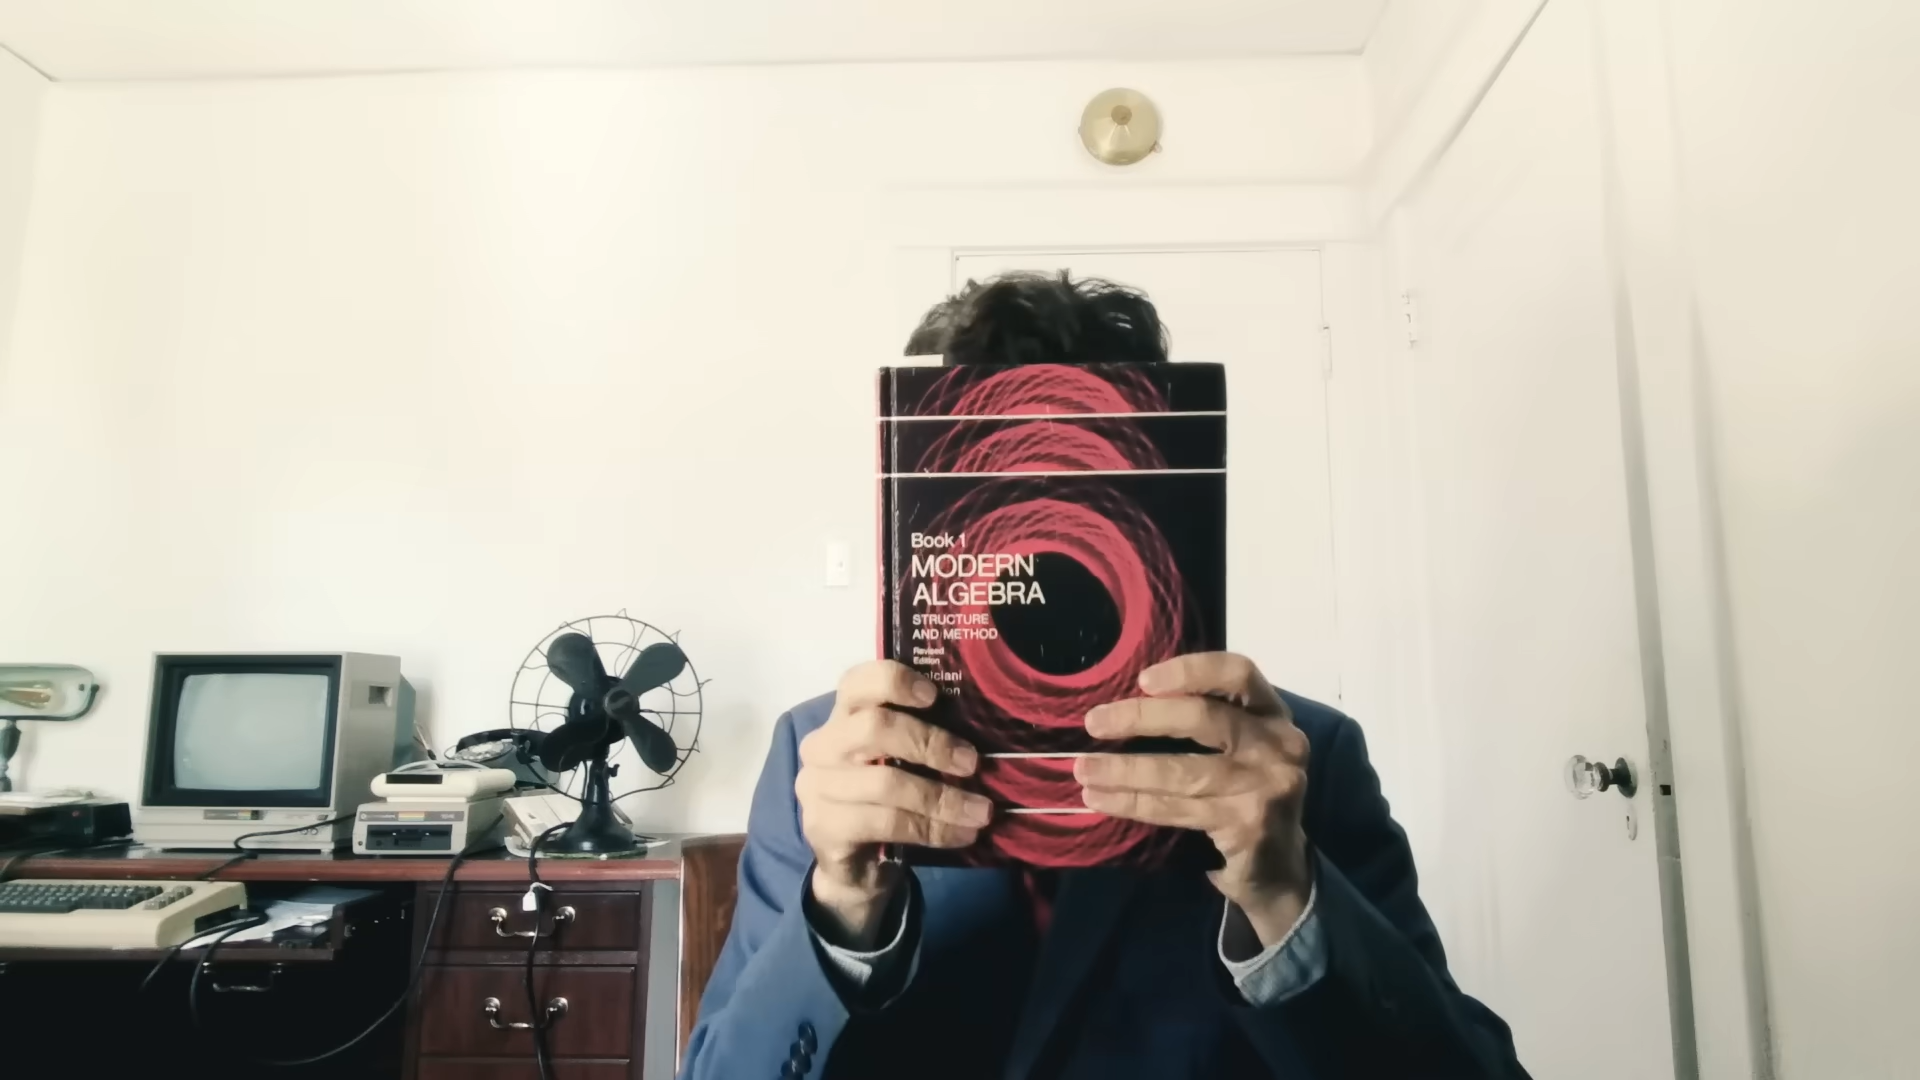 Book 1
MODERN
ALGEBRA
STRUCTURE
AND METHOD
Revised
Edition